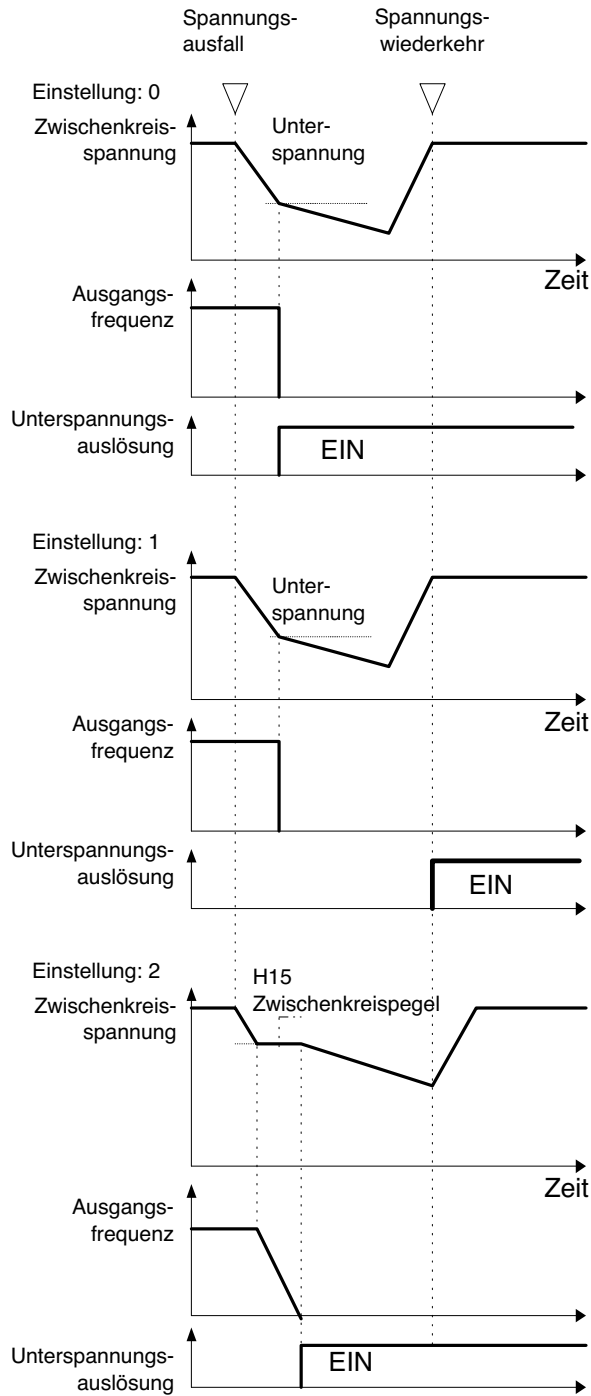 Spannungs-
ausfall
Spannungs-
wiederkehr
Einstellung: 0
Zwischenkreis-
spannung
Unter-
spannung
Zeit
Ausgangs-
frequenz
Unterspannungs-
auslösung
EIN
Einstellung: 1
Zwischenkreis-
spannung
Unter-
spannung
Zeit
Ausgangs-
frequenz
Unterspannungs-
auslösung
EIN
Einstellung: 2
H15
Zwischenkreispegel
Zwischenkreis-
spannung
Zeit
Ausgangs-
frequenz
Unterspannungs-
auslösung
EIN